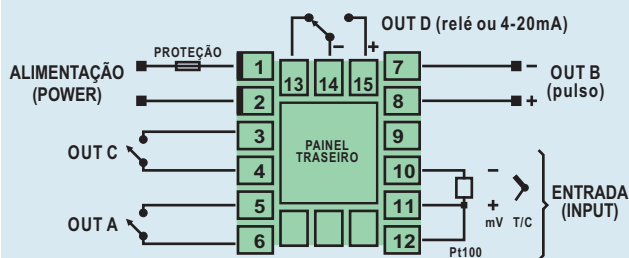 OUT D (relé ou 4-20mA)
PROTEÇÃO
ALIMENTAÇÃO
(POWER)
1
2
3
4
5
6
13
14
15
– +
7
8
9
10
11
12
PAINEL
TRASEIRO
OUT C
OUT A
–
+
OUT B
(pulso)
–
+
mV T/C
Pt100
ENTRADA
(INPUT)